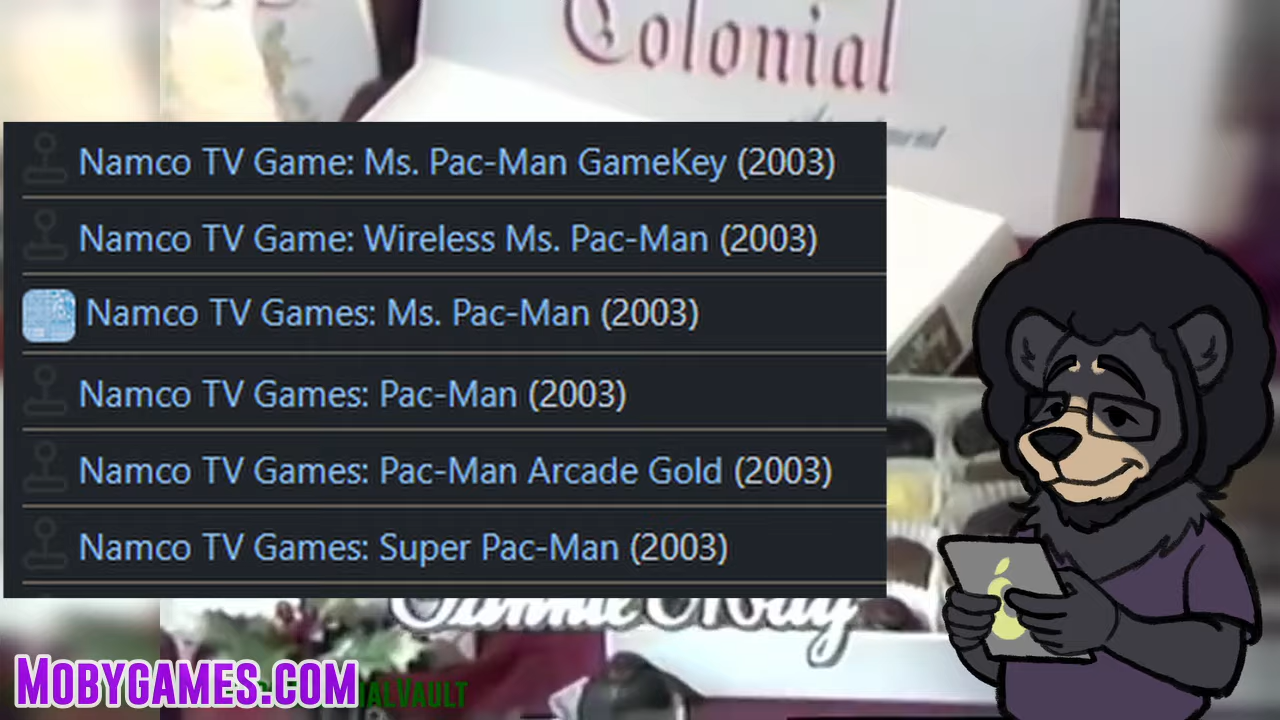 Colonial
Namco TV Game: Ms. Pac-Man GameKey (2003)
Namco TV Game: Wireless Ms. Pac-Man (2003)
Namco TV Games: Ms. Pac-Man (2003)
Namco TV Games: Pac-Man (2003)
Namco TV Games: Pac-Man Arcade Gold (2003)
Namco TV Games: Super Pac-Man (2003)
MOBYGAMES.COM